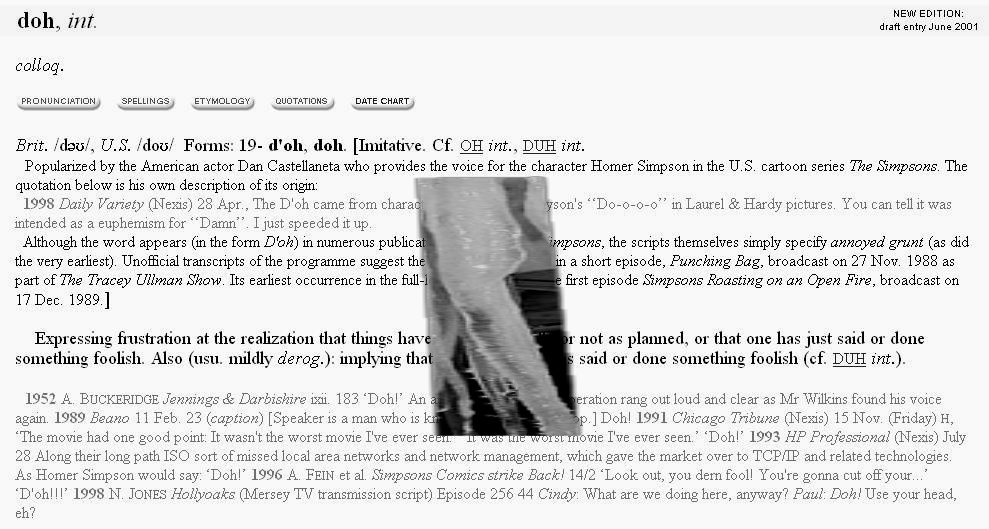 doh, int.
NEW EDITION:
draft entry June 2001
colloq.
PRONUNCIATION SPELLINGS ETYMOLOGY QUOTATIONS DATE CHART
Brit. /dəʊ/, U.S. /doʊ/ Forms: 19- d'oh, doh. [Imitative. Cf. OH int., DUH int.
Popularized by the American actor Dan Castellaneta who provides the voice for the character Homer Simpson in the U.S. cartoon series The Simpsons. The
quotation below is his own description of its origin:
1998 Daily Variety (Nexis) 28 Apr., The D'oh came from charac yson's ‘‘Do-o-o-o’’ in Laurel & Hardy pictures. You can tell it was
intended as a euphemism for ‘‘Damn’’. I just speeded it up.
Although the word appears (in the form D'oh) in numerous publicat impsons, the scripts themselves simply specify annoyed grunt (as did
the very earliest). Unofficial transcripts of the programme suggest the in a short episode, Punching Bag, broadcast on 27 Nov. 1988 as
part of The Tracey Ullman Show. Its earliest occurrence in the full-l e first episode Simpsons Roasting on an Open Fire, broadcast on
17 Dec. 1989.]
Expressing frustration at the realization that things have or not as planned, or that one has just said or done
something foolish. Also (usu. mildly derog.): implying that s said or done something foolish (cf. DUH int.).
1952 A. BUCKERIDGE Jennings & Darbishire ixii. 183 ‘Doh!’ An a eration rang out loud and clear as Mr Wilkins found his voice
again. 1989 Beano 11 Feb. 23 (caption) [Speaker is a man who is kn op.] Doh! 1991 Chicago Tribune (Nexis) 15 Nov. (Friday) H,
‘The movie had one good point: It wasn't the worst movie I've ever seen.’ ‘It was the worst movie I've ever seen.’ ‘Doh!’ 1993 HP Professional (Nexis) July
28 Along their long path ISO sort of missed local area networks and network management, which gave the market over to TCP/IP and related technologies.
As Homer Simpson would say: ‘Doh!’ 1996 A. FEIN et al. Simpsons Comics strike Back! 14/2 ‘Look out, you dern fool! You're gonna cut off your...’
‘D'oh!!!’ 1998 N. JONES Hollyoaks (Mersey TV transmission script) Episode 256 44 Cindy: What are we doing here, anyway? Paul: Doh! Use your head,
eh?